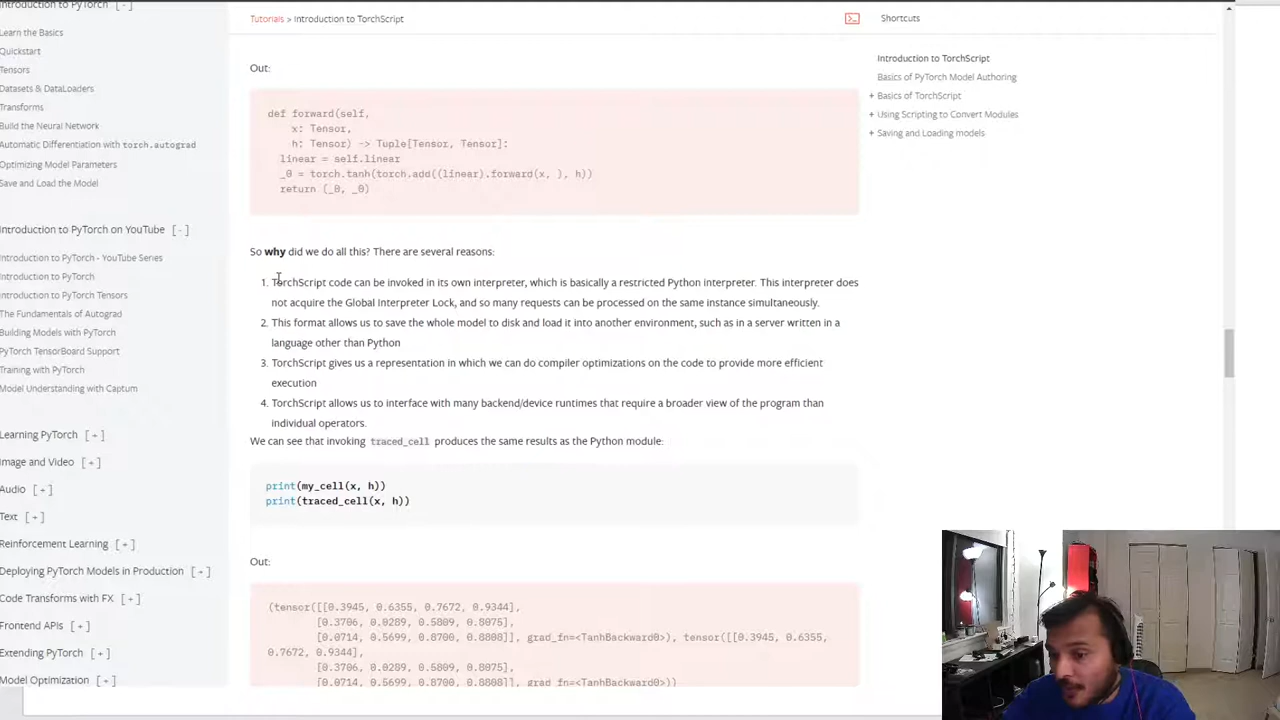 Introduction to PyTorch [-]
Learn the Basics
Quickstart
Tensors
Datasets & DataLoaders
Transforms
Build the Neural Network
Automatic Differentiation with torch.autograd
Optimizing Model Parameters
Save and Load the Model
Introduction to PyTorch on YouTube [-]
Introduction to PyTorch - YouTube Series
Introduction to PyTorch
Introduction to PyTorch Tensors
The Fundamentals of Autograd
Building Models with PyTorch
PyTorch TensorBoard Support
Training with PyTorch
Model Understanding with Captum
Learning PyTorch [+]
Image and Video [+]
Audio [+]
Text [+]
Reinforcement Learning [+]
Deploying PyTorch Models in Production [+]
Code Transforms with FX [+]
Frontend APIs [+]
Extending PyTorch [+]
Model Optimization [+]
Tutorials > Introduction to TorchScript
Out:
def forward(self,
x: Tensor,
h: Tensor) -> Tuple[Tensor, Tensor]:
linear = self.linear
_0 = torch.tanh(torch.add((linear).forward(x, ), h))
return (_0, _0)
So why did we do all this? There are several reasons:
1. TorchScript code can be invoked in its own interpreter, which is basically a restricted Python interpreter. This interpreter does
not acquire the Global Interpreter Lock, and so many requests can be processed on the same instance simultaneously.
2. This format allows us to save the whole model to disk and load it into another environment, such as in a server written in a
language other than Python
3. TorchScript gives us a representation in which we can do compiler optimizations on the code to provide more efficient
execution
4. TorchScript allows us to interface with many backend/device runtimes that require a broader view of the program than
individual operators.
We can see that invoking traced_cell produces the same results as the Python module:
print(my_cell(x, h))
print(traced_cell(x, h))
Out:
(tensor([[0.3945, 0.6355, 0.7672, 0.9344],
[0.3706, 0.0289, 0.5809, 0.8075],
[0.0714, 0.5699, 0.8700, 0.8808]], grad_fn=<TanhBackward0>), tensor([[0.3945, 0.6355,
0.7672, 0.9344],
[0.3706, 0.0289, 0.5809, 0.8075],
[0.0714, 0.5699, 0.8700, 0.8808]], grad_fn=<TanhBackward0>))
Shortcuts
Introduction to TorchScript
Basics of PyTorch Model Authoring
+ Basics of TorchScript
+ Using Scripting to Convert Modules
+ Saving and Loading models